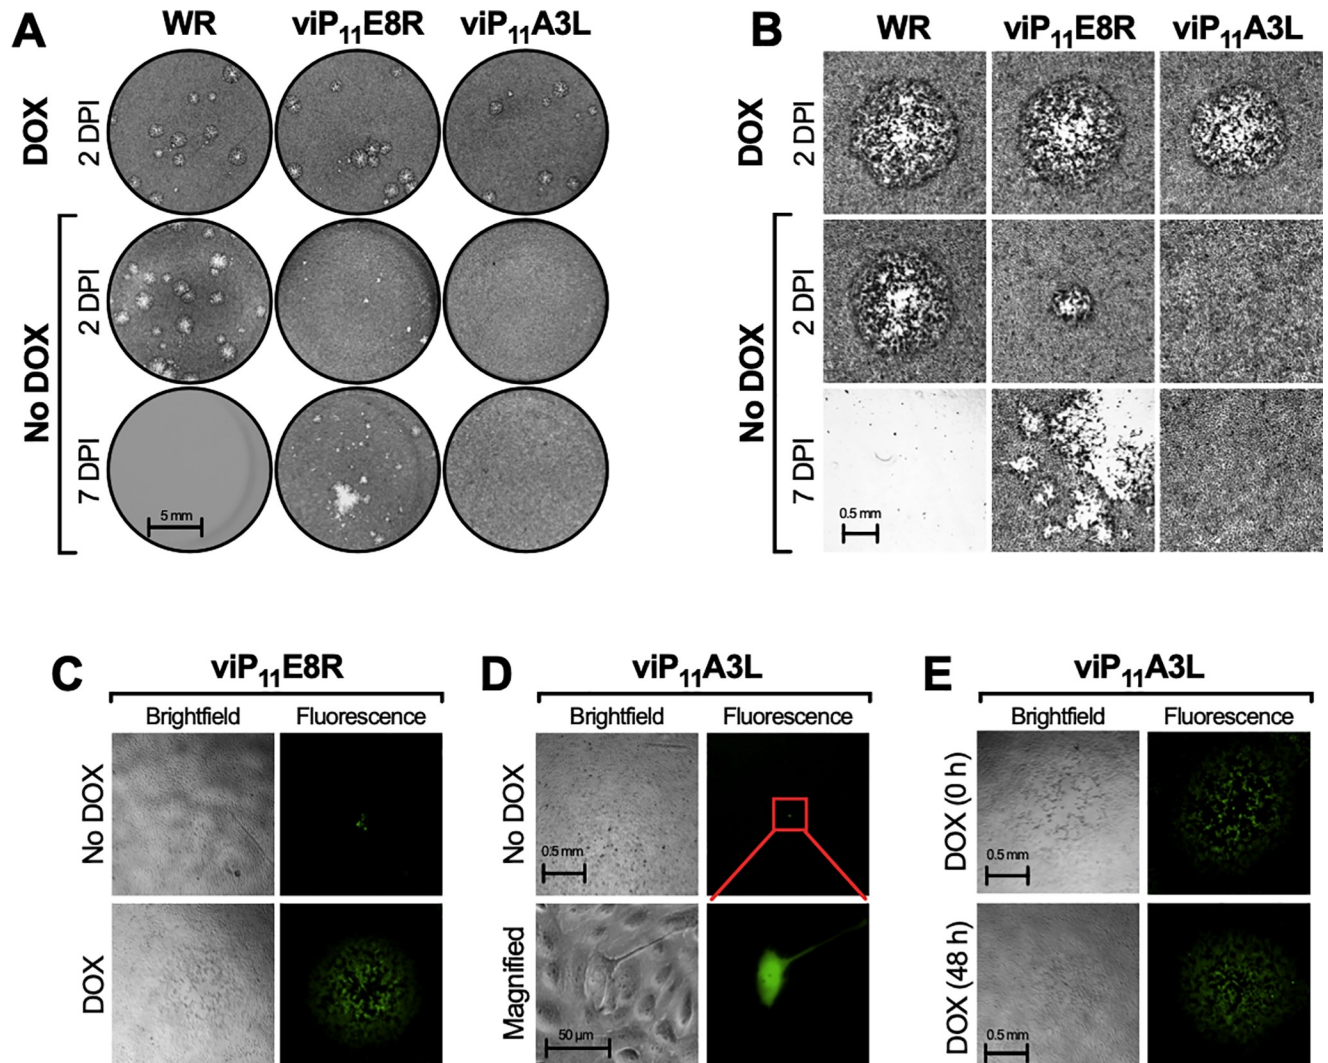 A
WR viP11E8R viP11A3L
DOX
2 DPI
No DOX
2 DPI
7 DPI
5 mm
B
WR viP11E8R viP11A3L
DOX
2 DPI
No DOX
2 DPI
7 DPI
0.5 mm
C
viP11E8R
Brightfield Fluorescence
No DOX
DOX
D
viP11A3L
Brightfield Fluorescence
No DOX
0.5 mm
Magnified
50 µm
E
viP11A3L
Brightfield Fluorescence
DOX (0 h)
0.5 mm
DOX (48 h)
0.5 mm